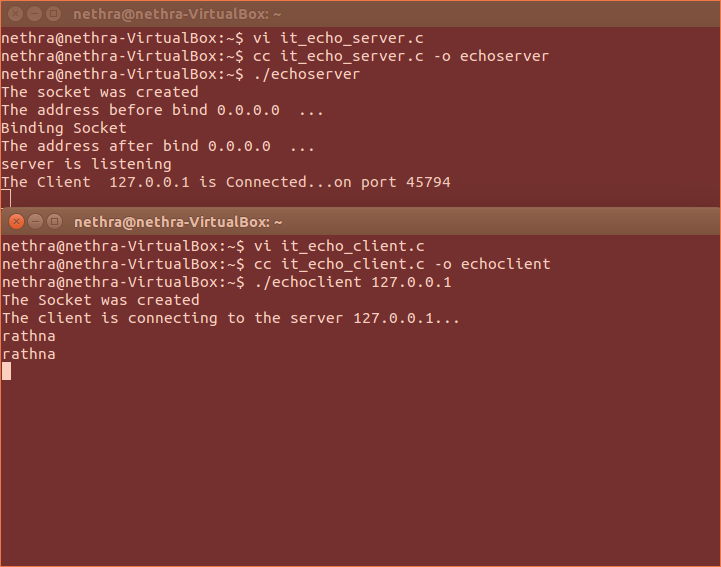 nethra@nethra-VirtualBox: ~
nethra@nethra-VirtualBox:~$ vi it_echo_server.c
nethra@nethra-VirtualBox:~$ cc it_echo_server.c -o echoserver
nethra@nethra-VirtualBox:~$ ./echoserver
The socket was created
The address before bind 0.0.0.0  ...
Binding Socket
The address after bind 0.0.0.0  ...
server is listening
The Client  127.0.0.1 is Connected...on port 45794
nethra@nethra-VirtualBox: ~
nethra@nethra-VirtualBox:~$ vi it_echo_client.c
nethra@nethra-VirtualBox:~$ cc it_echo_client.c -o echoclient
nethra@nethra-VirtualBox:~$ ./echoclient 127.0.0.1
The Socket was created
The client is connecting to the server 127.0.0.1...
rathna
rathna